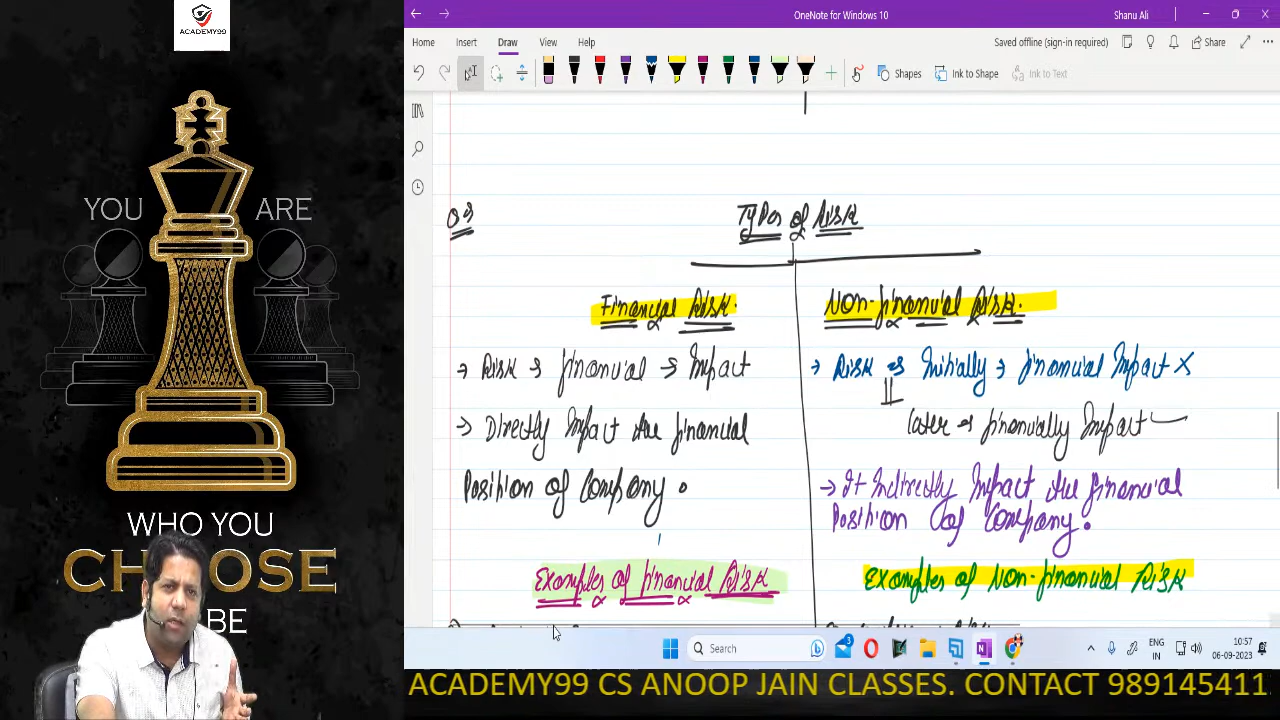 ACADEMY99
YOU ARE
WHO YOU
CHOOSE
BE
OneNote for Windows 10
Shanu Ali
Home Insert Draw View Help
Saved offline (sign-in required)
Share
Shapes
Ink to Shape
Ink to Text
Types of Risk
Financial Risk.
Non-financial Risk.
→ Risk → financial → Impact
→ Risk → Initially → financial Impact ×
Later → financially Impact
→ Directly Impact the financial
Position of Company.
→ It Indirectly Impact the financial
Position of Company.
Examples of financial Risk
Examples of Non-financial Risk
Search
3
ENG
IN
10:57
06-09-2023
ACADEMY99 CS ANOOP JAIN CLASSES. CONTACT 989145411